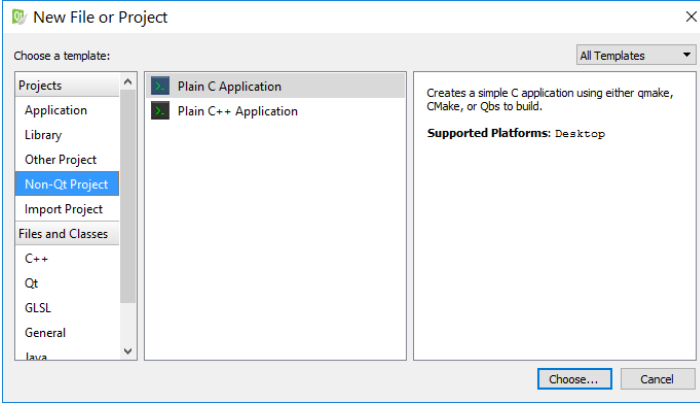 New File or Project
Choose a template:
All Templates
Projects
Application
Library
Other Project
Non-Qt Project
Import Project
Files and Classes
C++
Qt
GLSL
General
Java
Plain C Application
Plain C++ Application
Creates a simple C application using either qmake,
CMake, or Qbs to build.
Supported Platforms: Desktop
Choose...
Cancel